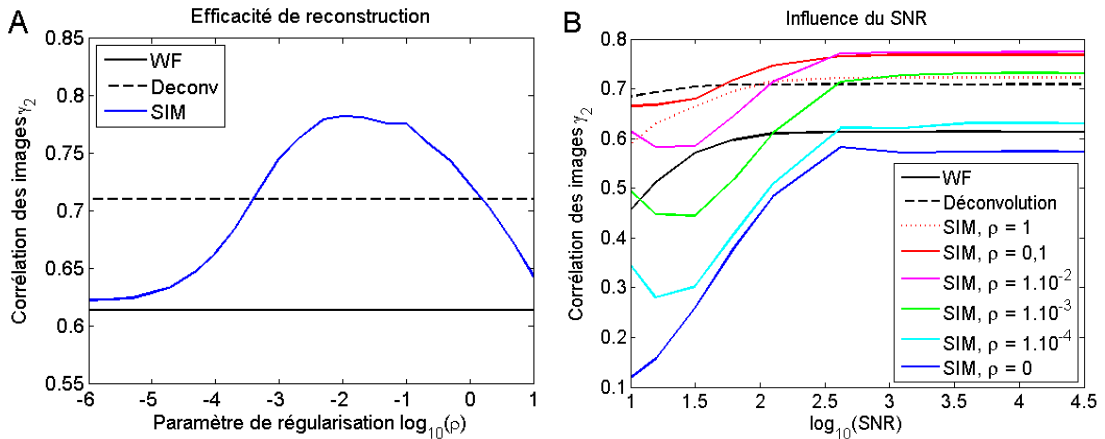 A
Efficacité de reconstruction
Corrélation des images γ2
0.85
0.8
0.75
0.7
0.65
0.6
0.55
WF
Deconv
SIM
-6
-5
-4
-3
-2
-1
0
1
Paramètre de régularisation log10(ρ)
B
Influence du SNR
Corrélation des images γ2
0.8
0.7
0.6
0.5
0.4
0.3
0.2
0.1
WF
Déconvolution
SIM, ρ = 1
SIM, ρ = 0,1
SIM, ρ = 1.10-2
SIM, ρ = 1.10-3
SIM, ρ = 1.10-4
SIM, ρ = 0
1
1.5
2
2.5
3
3.5
4
4.5
log10(SNR)